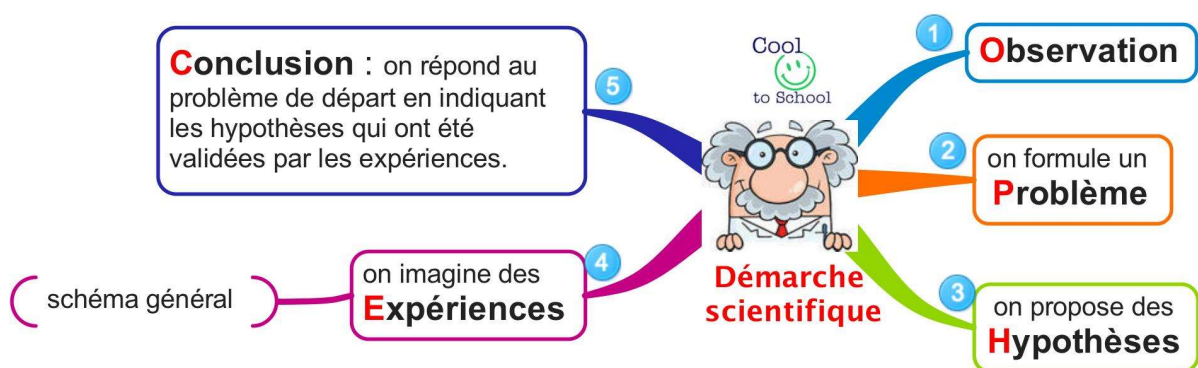 Cool
to School
Démarche
scientifique
1
Observation
2
on formule un
Problème
3
on propose des
Hypothèses
4
on imagine des
Expériences
schéma général
5
Conclusion : on répond au
problème de départ en indiquant
les hypothèses qui ont été
validées par les expériences.